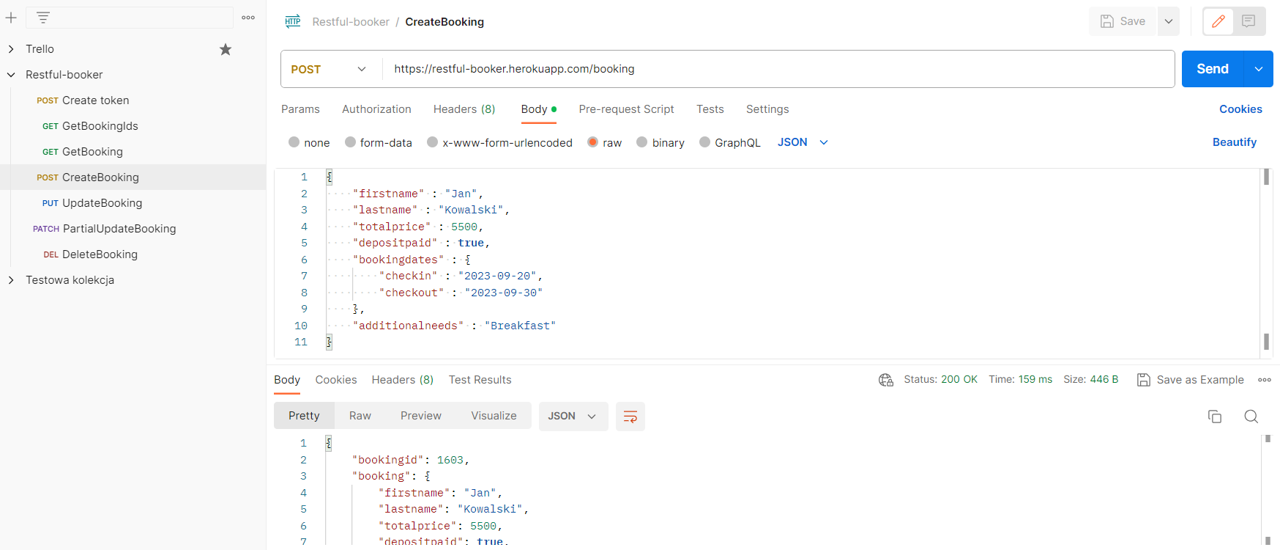 Restful-booker / CreateBooking
Save
Trello
Restful-booker
POST Create token
GET GetBookingIds
GET GetBooking
POST CreateBooking
PUT UpdateBooking
PATCH PartialUpdateBooking
DEL DeleteBooking
Testowa kolekcja
HTTP
POST https://restful-booker.herokuapp.com/booking Send
Params Authorization Headers (8) Body Pre-request Script Tests Settings Cookies
none form-data x-www-form-urlencoded raw binary GraphQL JSON Beautify
1 {
2 "firstname" : "Jan",
3 "lastname" : "Kowalski",
4 "totalprice" : 5500,
5 "depositpaid" : true,
6 "bookingdates" : {
7 "checkin" : "2023-09-20",
8 "checkout" : "2023-09-30"
9 },
10 "additionalneeds" : "Breakfast"
11 }
Body Cookies Headers (8) Test Results Status: 200 OK Time: 159 ms Size: 446 B Save as Example
Pretty Raw Preview Visualize JSON
1 {
2 "bookingid": 1603,
3 "booking": {
4 "firstname": "Jan",
5 "lastname": "Kowalski",
6 "totalprice": 5500,
7 "depositpaid": true,